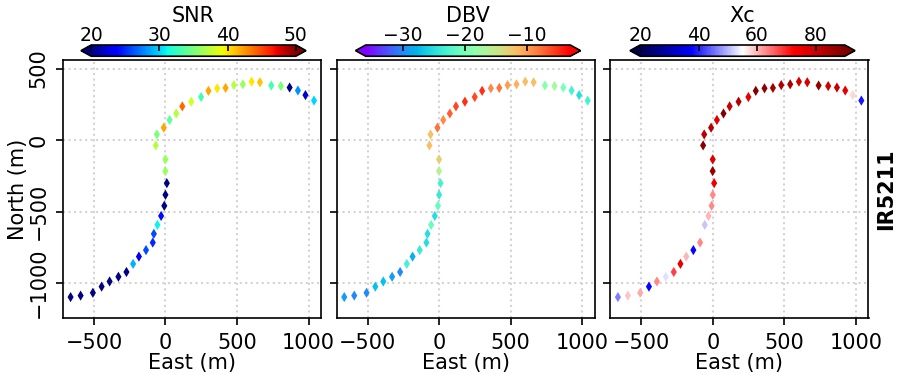 SNR DBV Xc
20 30 40 50 −30 −20 −10 20 40 60 80
500
0
−500
−1000
North (m)
IR5211
−500 0 500 1000 −500 0 500 1000 −500 0 500 1000
East (m) East (m) East (m)